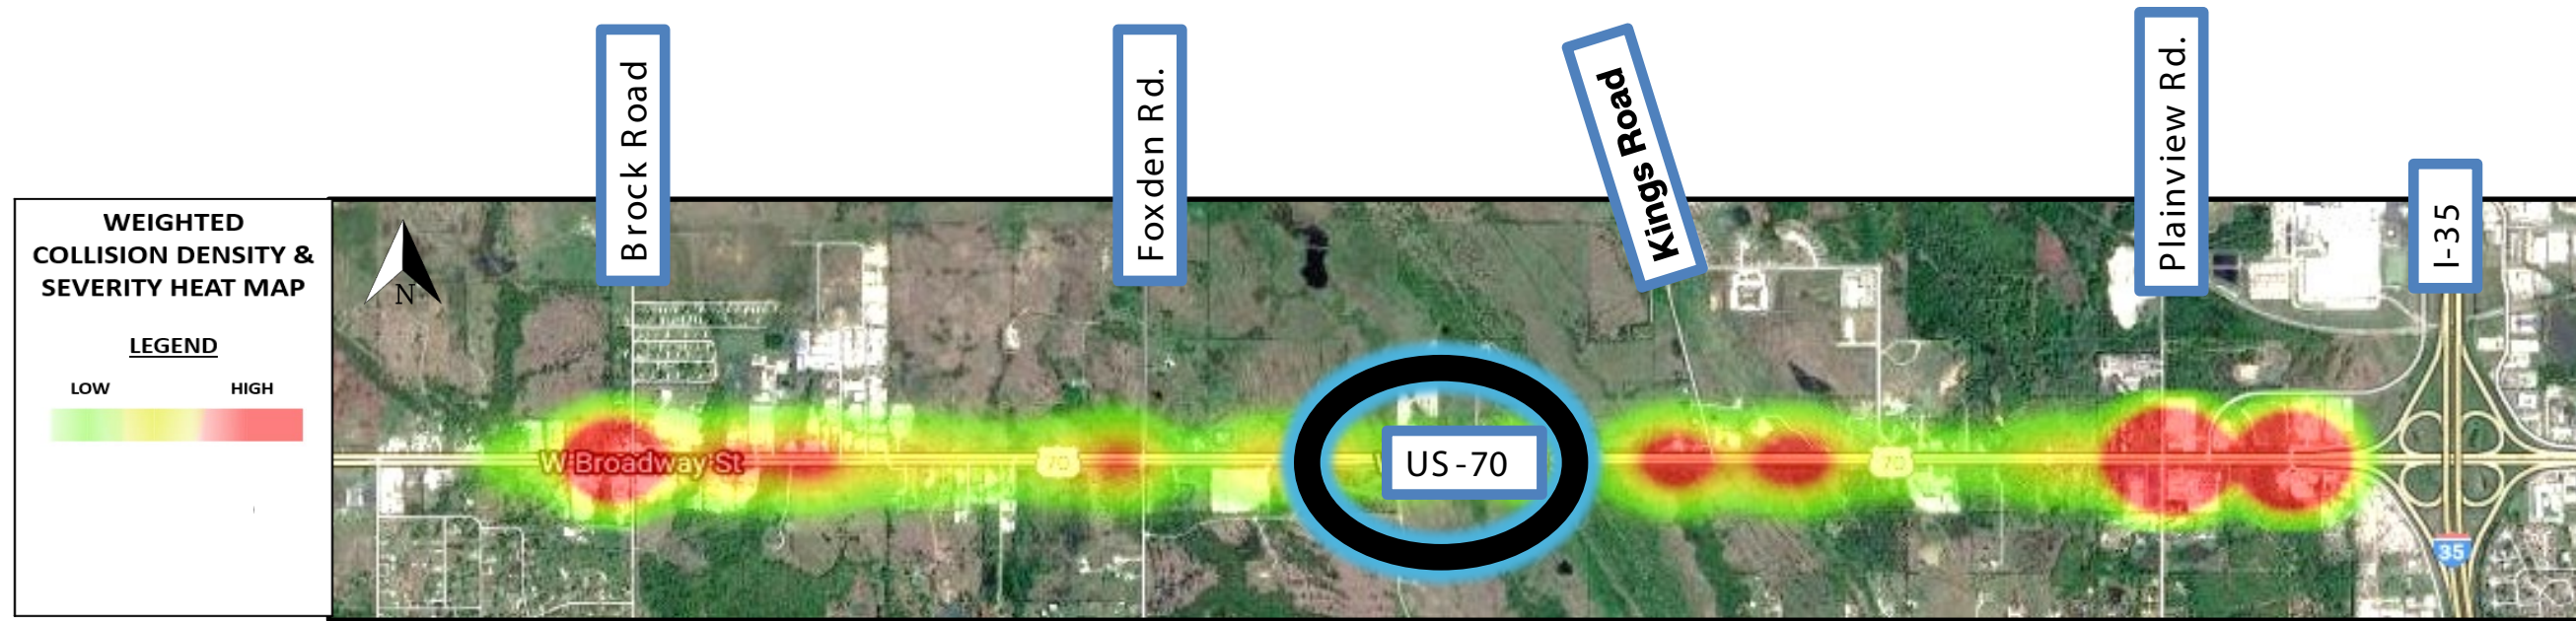 Brock Road
Foxden Rd.
Kings Road
Plainview Rd.
I-35
WEIGHTED
COLLISION DENSITY &
SEVERITY HEAT MAP
LEGEND
LOW
HIGH
N
W Broadway St
70
US-70
70
35